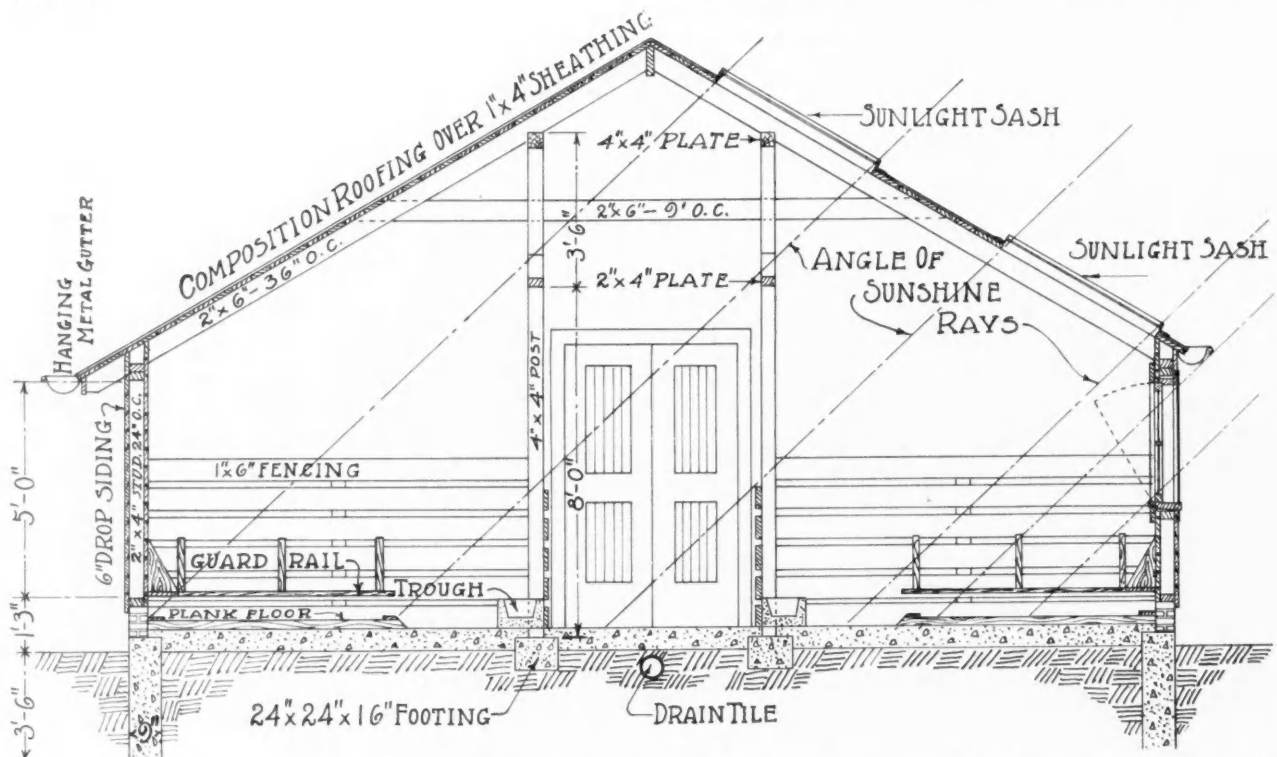 COMPOSITION ROOFING OVER 1"x 4" SHEATHING
2"x 6" - 36" O.C.
HANGING
METAL GUTTER
SUNLIGHT SASH
4"x4" PLATE
2"x 6" - 9' O.C.
3'-6"
SUNLIGHT SASH
ANGLE OF
SUNSHINE
RAYS
2"x 4" PLATE
4"x 4" POST
6" DROP SIDING
2"x 4" STUD. 24" O.C.
1"x 6" FENCING
8'-0"
5'-0"
GUARD RAIL
TROUGH
PLANK FLOOR
1'-3"
3'-6"
9"
24"x 24"x 16" FOOTING
DRAIN TILE